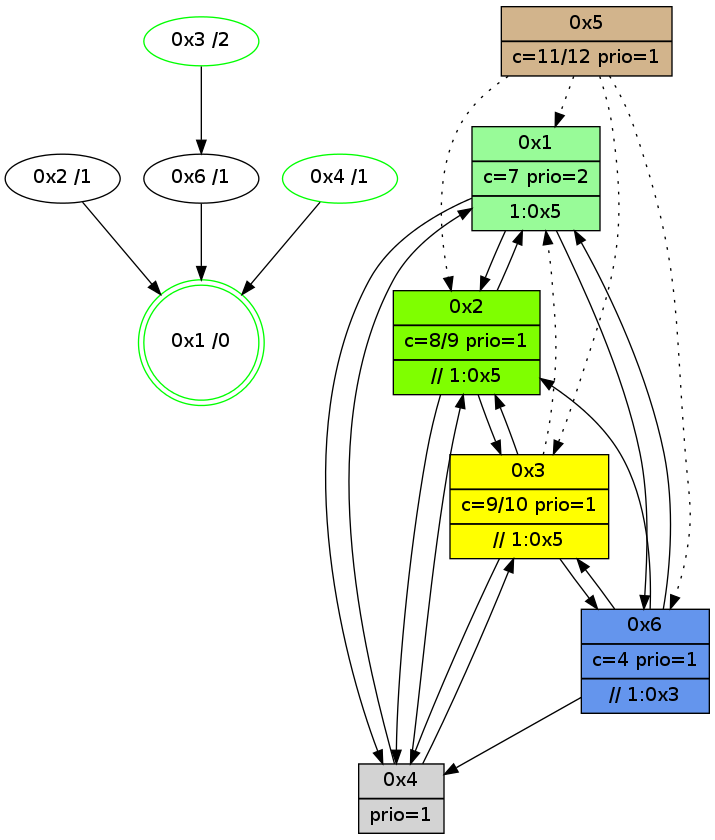 0x3 /2
0x2 /1
0x6 /1
0x4 /1
0x1 /0
0x5
c=11/12 prio=1
0x1
c=7 prio=2
1:0x5
0x2
c=8/9 prio=1
// 1:0x5
0x3
c=9/10 prio=1
// 1:0x5
0x6
c=4 prio=1
// 1:0x3
0x4
prio=1